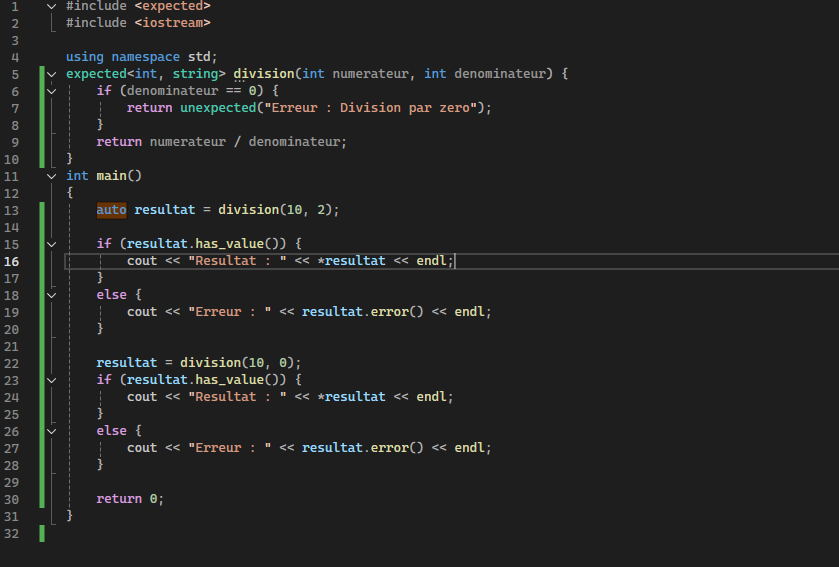 1 #include <expected>
2 #include <iostream>
3
4 using namespace std;
5 expected<int, string> division(int numerateur, int denominateur) {
6     if (denominateur == 0) {
7         return unexpected("Erreur : Division par zero");
8     }
9     return numerateur / denominateur;
10 }
11 int main()
12 {
13     auto resultat = division(10, 2);
14
15     if (resultat.has_value()) {
16         cout << "Resultat : " << *resultat << endl;
17     }
18     else {
19         cout << "Erreur : " << resultat.error() << endl;
20     }
21
22     resultat = division(10, 0);
23     if (resultat.has_value()) {
24         cout << "Resultat : " << *resultat << endl;
25     }
26     else {
27         cout << "Erreur : " << resultat.error() << endl;
28     }
29
30     return 0;
31 }
32